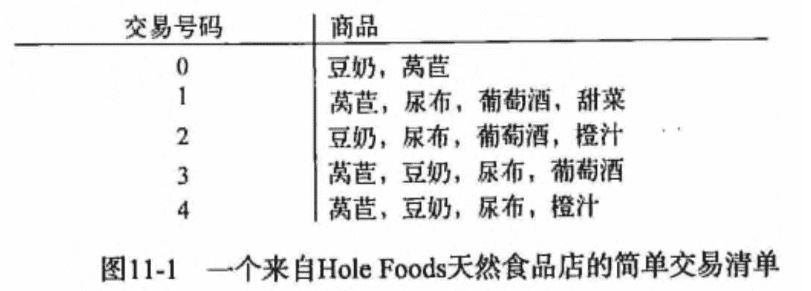 交易号码 商品
0 豆奶，莴苣
1 莴苣，尿布，葡萄酒，甜菜
2 豆奶，尿布，葡萄酒，橙汁
3 莴苣，豆奶，尿布，葡萄酒
4 莴苣，豆奶，尿布，橙汁
图11-1 一个来自Hole Foods天然食品店的简单交易清单